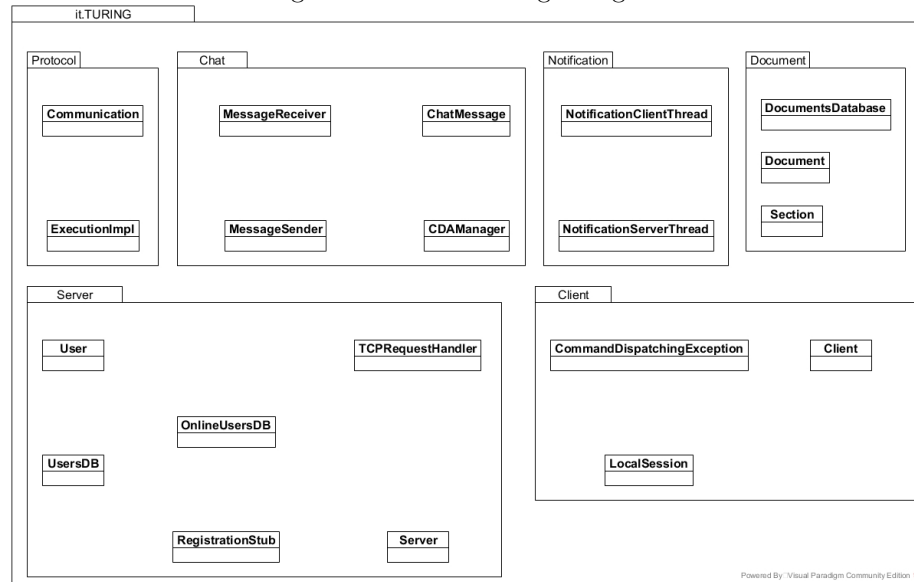 it.TURING
Protocol
Communication
ExecutionImpl
Chat
MessageReceiver
ChatMessage
MessageSender
CDAManager
Notification
NotificationClientThread
NotificationServerThread
Document
DocumentsDatabase
Document
Section
Server
User
TCPRequestHandler
OnlineUsersDB
UsersDB
RegistrationStub
Server
Client
CommandDispatchingException
Client
LocalSession
Powered By Visual Paradigm Community Edition